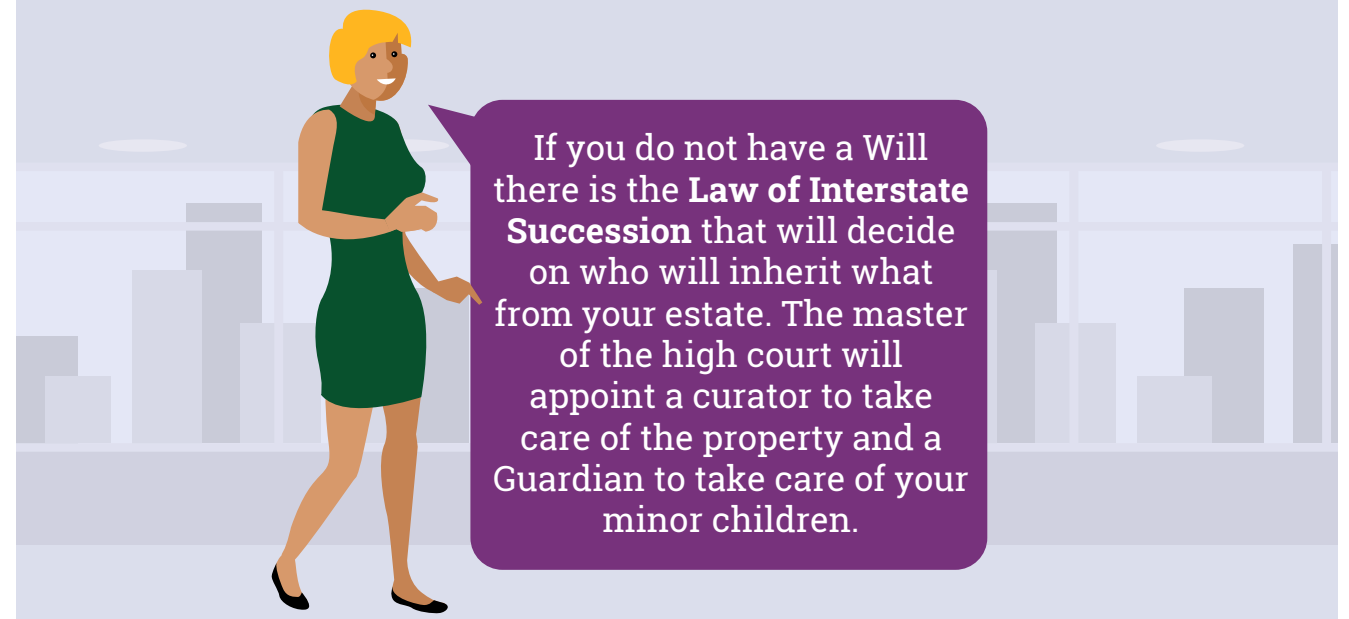 If you do not have a Will
there is the Law of Interstate
Succession that will decide
on who will inherit what
from your estate. The master
of the high court will
appoint a curator to take
care of the property and a
Guardian to take care of your
minor children.